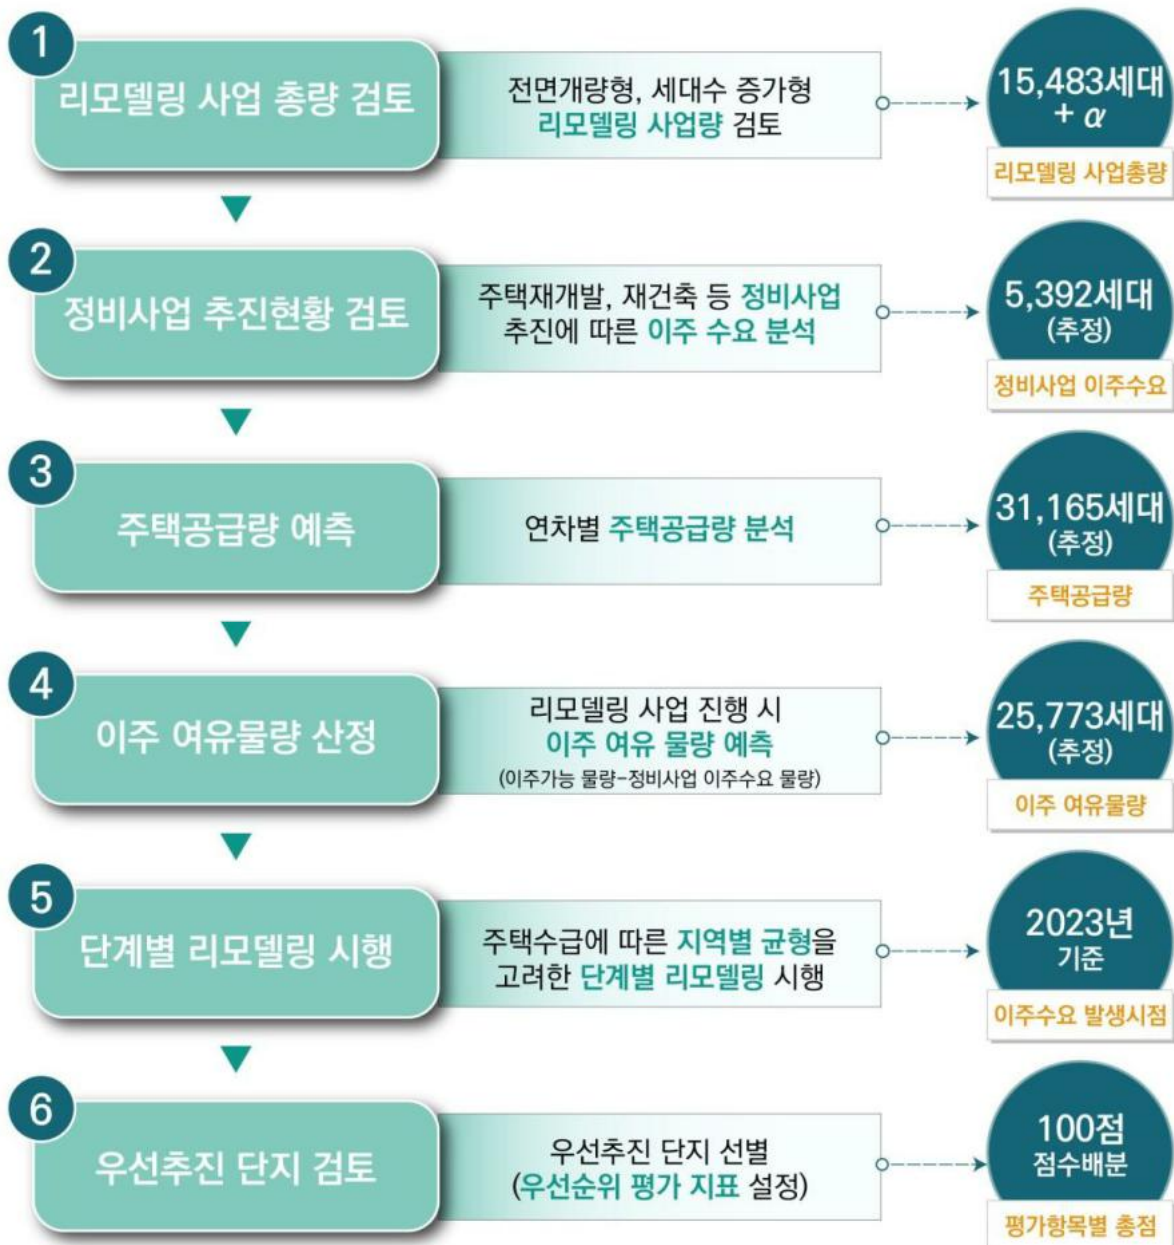 1
리모델링 사업 총량 검토
전면개량형, 세대수 증가형
리모델링 사업량 검토
15,483세대
+ α
리모델링 사업총량
2
정비사업 추진현황 검토
주택재개발, 재건축 등 정비사업
추진에 따른 이주 수요 분석
5,392세대
(추정)
정비사업 이주수요
3
주택공급량 예측
연차별 주택공급량 분석
31,165세대
(추정)
주택공급량
4
이주 여유물량 산정
리모델링 사업 진행 시
이주 여유 물량 예측
(이주가능 물량-정비사업 이주수요 물량)
25,773세대
(추정)
이주 여유물량
5
단계별 리모델링 시행
주택수급에 따른 지역별 균형을
고려한 단계별 리모델링 시행
2023년
기준
이주수요 발생시점
6
우선추진 단지 검토
우선추진 단지 선별
(우선순위 평가 지표 설정)
100점
점수배분
평가항목별 총점